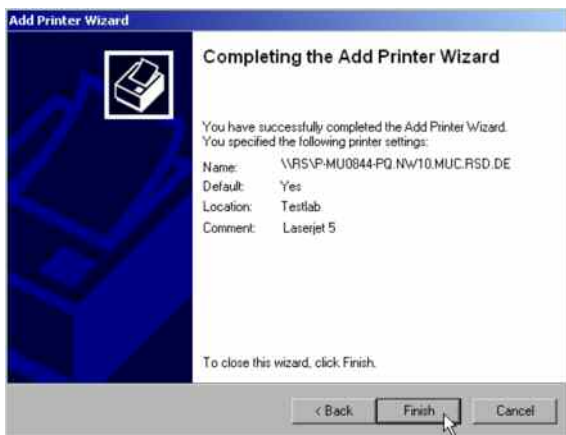 Add Printer Wizard
Completing the Add Printer Wizard
You have successfully completed the Add Printer Wizard.
You specified the following printer settings:
Name: \\RS\P-MU0844-PQ.NW10.MUC.RSD.DE
Default: Yes
Location: Testlab
Comment: Laserjet 5
To close this wizard, click Finish.
< Back Finish Cancel